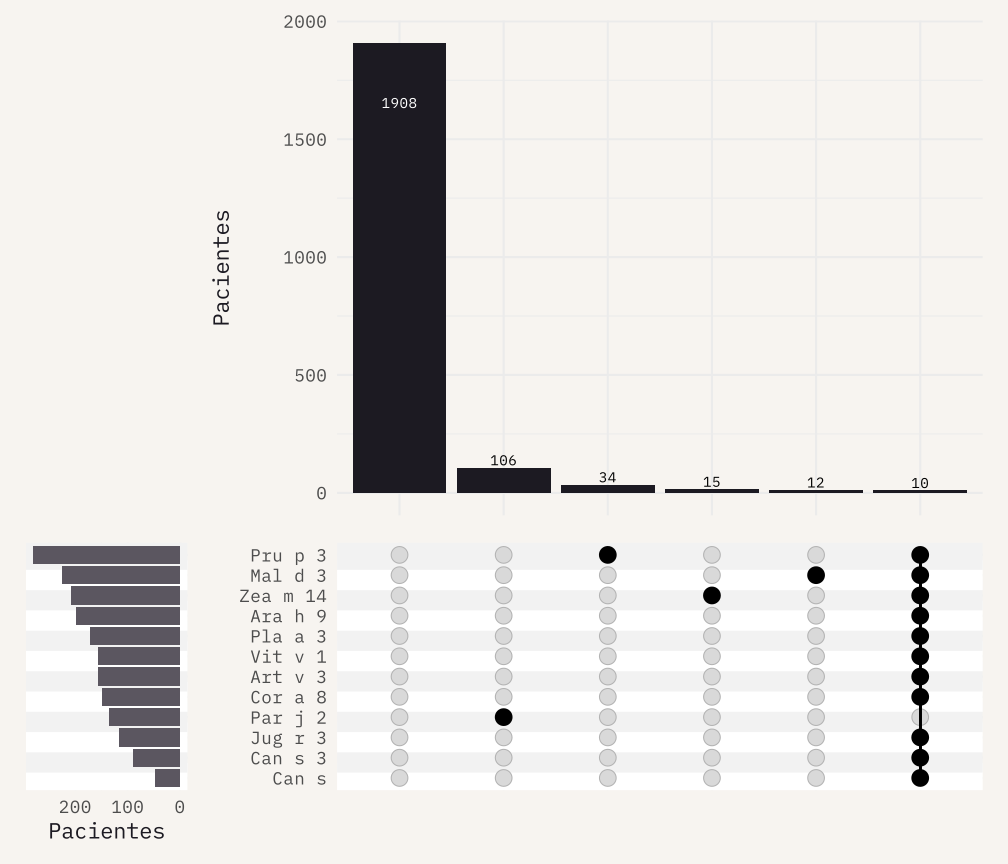 2000
1908
1500
Pacientes
1000
500
0
106
34
15
12
10
Pru p 3
Mal d 3
Zea m 14
Ara h 9
Pla a 3
Vit v 1
Art v 3
Cor a 8
Par j 2
Jug r 3
Can s 3
Can s
200 100 0
Pacientes